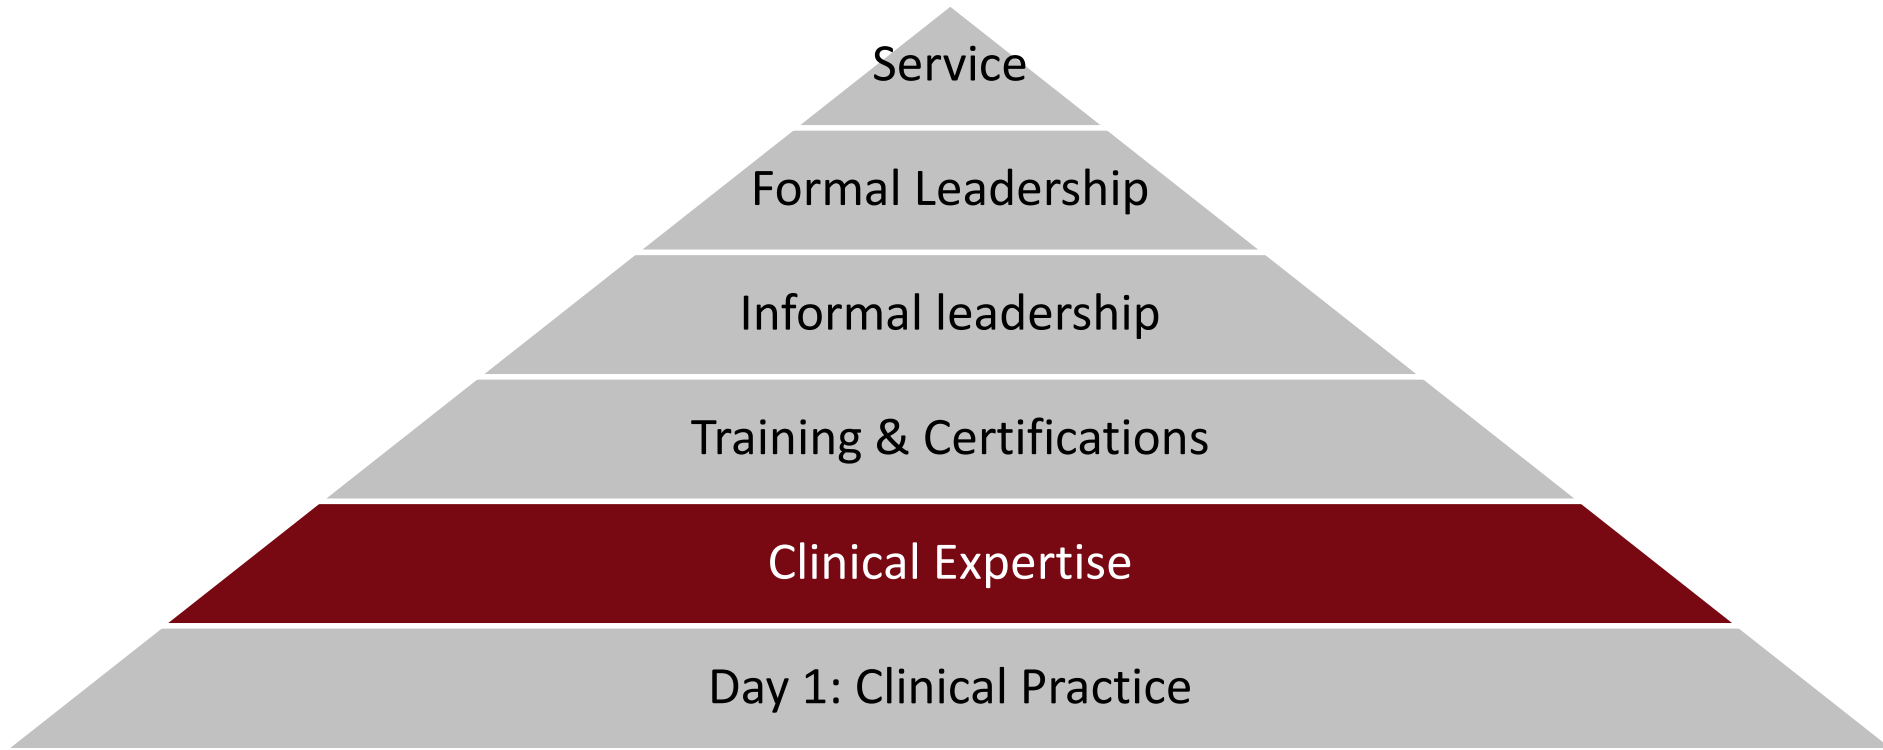 Service
Formal Leadership
Informal leadership
Training & Certifications
Clinical Expertise
Day 1: Clinical Practice